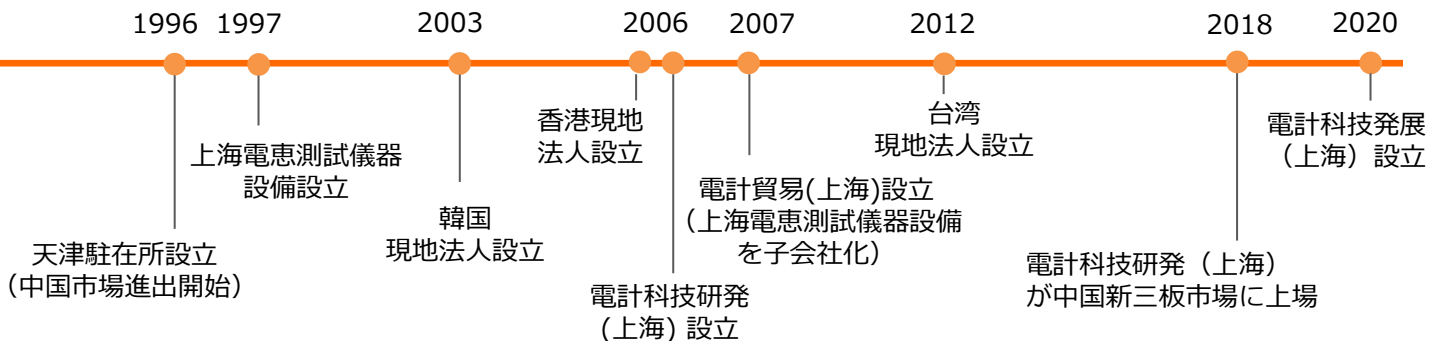 1996
1997
2003
2006
2007
2012
2018
2020
天津駐在所設立
（中国市場進出開始）
上海電恵測試儀器
設備設立
韓国
現地法人設立
香港現地
法人設立
電計科技研発
(上海) 設立
電計貿易(上海)設立
（上海電恵測試儀器設備
を子会社化）
台湾
現地法人設立
電計科技研発（上海）
が中国新三板市場に上場
電計科技発展
（上海）設立